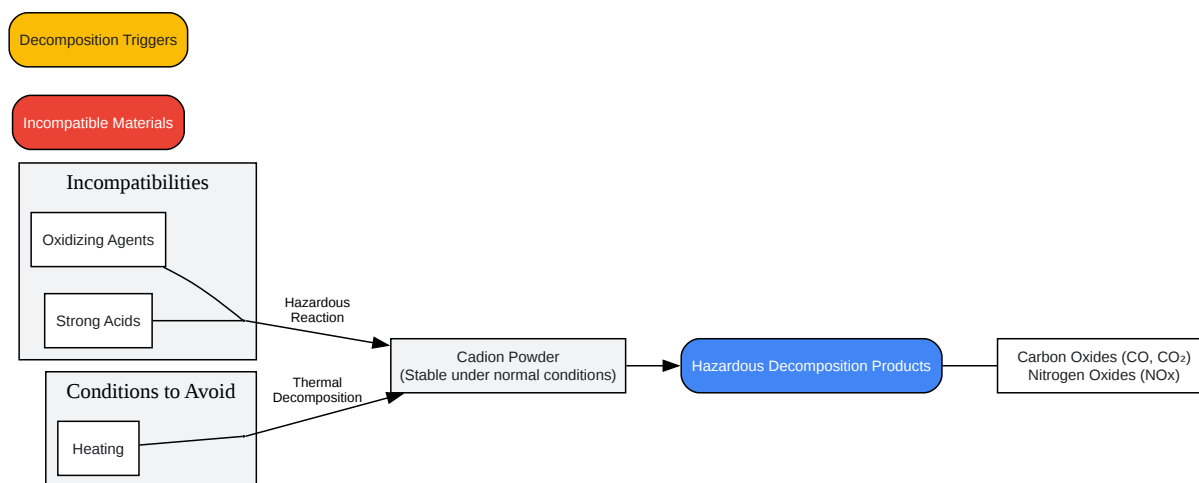 Decomposition Triggers
Incompatible Materials
Incompatibilities
Oxidizing Agents
Strong Acids
Hazardous
Reaction
Conditions to Avoid
Heating
Thermal
Decomposition
Cadion Powder
(Stable under normal conditions)
Hazardous Decomposition Products
Carbon Oxides (CO, CO₂)
Nitrogen Oxides (NOx)